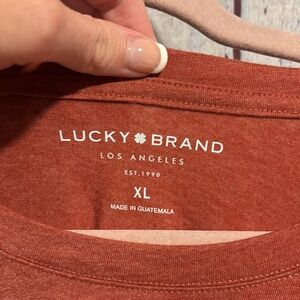 LUCKY BRAND
LOS ANGELES
EST. 1990
XL
MADE IN GUATEMALA